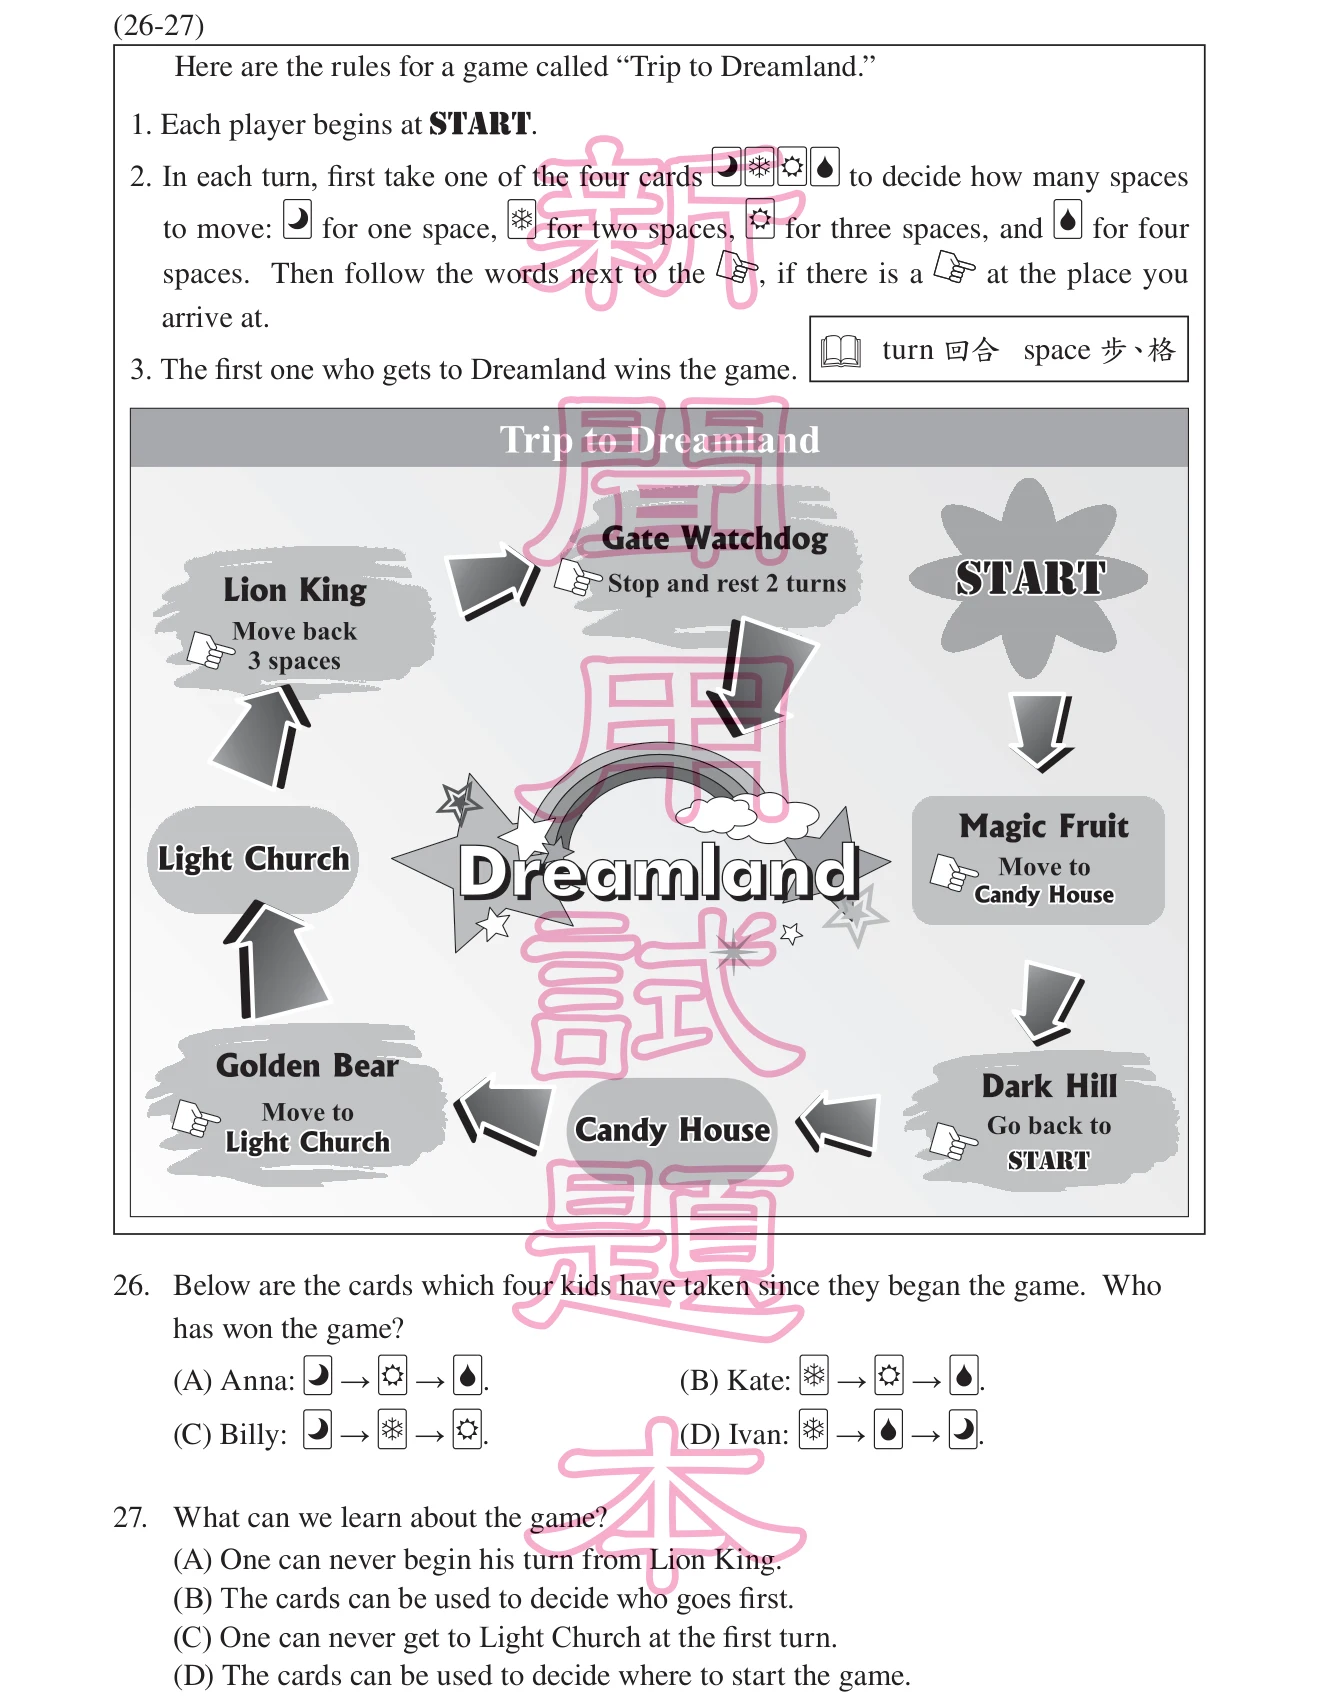 (26-27)
Here are the rules for a game called “Trip to Dreamland.”
1. Each player begins at START.
2. In each turn, first take one of the four cards to decide how many spaces
to move: for one space, for two spaces, for three spaces, and for four
spaces. Then follow the words next to the , if there is a at the place you
arrive at.
turn 回合 space 步、格
3. The first one who gets to Dreamland wins the game.
Trip to Dreamland
Gate Watchdog
Stop and rest 2 turns
START
Lion King
Move back
3 spaces
Magic Fruit
Move to
Candy House
Light Church
Dreamland
Golden Bear
Move to
Light Church
Candy House
Dark Hill
Go back to
START
26. Below are the cards which four kids have taken since they began the game. Who
has won the game?
(A) Anna: → → . (B) Kate: → → .
(C) Billy: → → . (D) Ivan: → → .
27. What can we learn about the game?
(A) One can never begin his turn from Lion King.
(B) The cards can be used to decide who goes first.
(C) One can never get to Light Church at the first turn.
(D) The cards can be used to decide where to start the game.
新聞用試題本